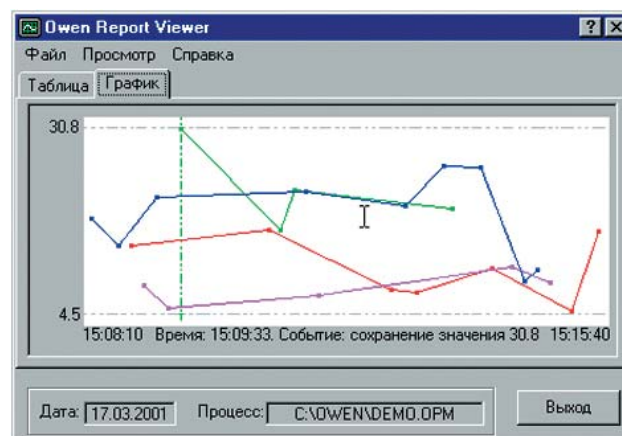 Owen Report Viewer
Файл Просмотр Справка
Таблица График
30.8
4.5
15:08:10 Время: 15:09:33. Событие: сохранение значения 30.8 15:15:40
Дата: 17.03.2001 Процесс: C:\OWEN\DEMO.OPM Выход